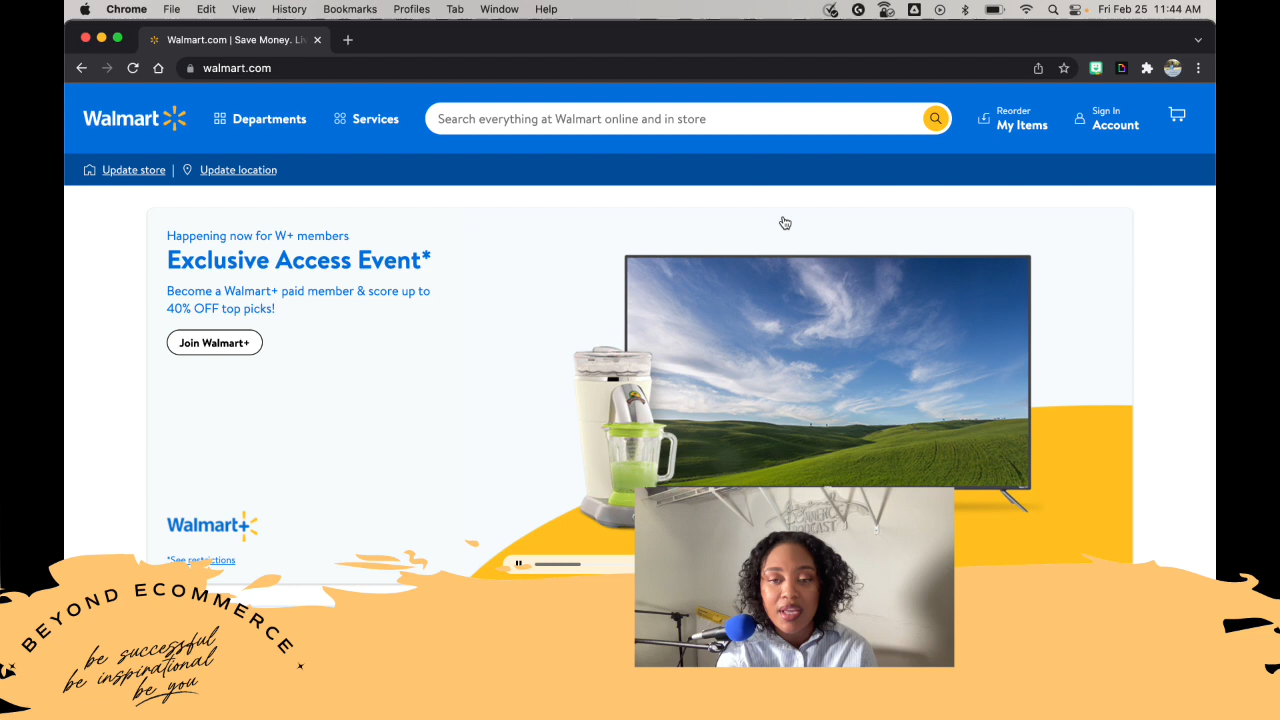 Chrome File Edit View History Bookmarks Profiles Tab Window Help Fri Feb 25 11:44 AM
Walmart.com | Save Money. Li
walmart.com
Walmart Departments Services Search everything at Walmart online and in store Reorder My Items Sign In Account
Update store | Update location
Happening now for W+ members
Exclusive Access Event*
Become a Walmart+ paid member & score up to
40% OFF top picks!
Join Walmart+
Walmart+
*See restrictions
COMMERCE
PODCAST
BEYOND ECOMMERCE
be successful
be inspirational
be you